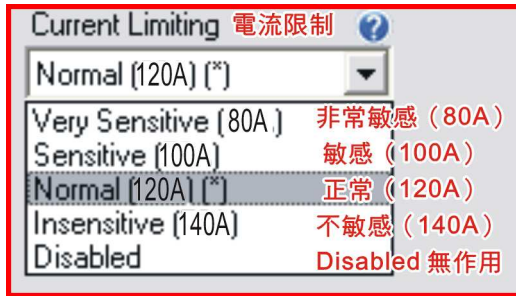 Current Limiting 電流限制 ?
Normal (120A) (*)
Very Sensitive (80A.) 非常敏感（80A）
Sensitive (100A) 敏感（100A）
Normal (120A) (*) 正常（120A）
Insensitive (140A) 不敏感（140A）
Disabled Disabled 無作用